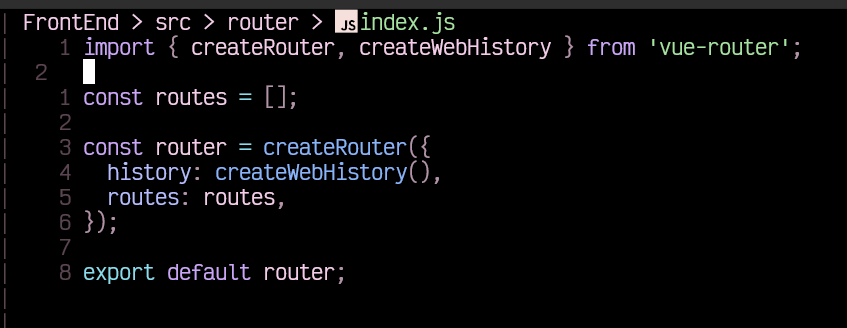 FrontEnd > src > router > JS index.js
1 import { createRouter, createWebHistory } from 'vue-router';
2
1 const routes = [];
2
3 const router = createRouter({
4   history: createWebHistory(),
5   routes: routes,
6 });
7
8 export default router;